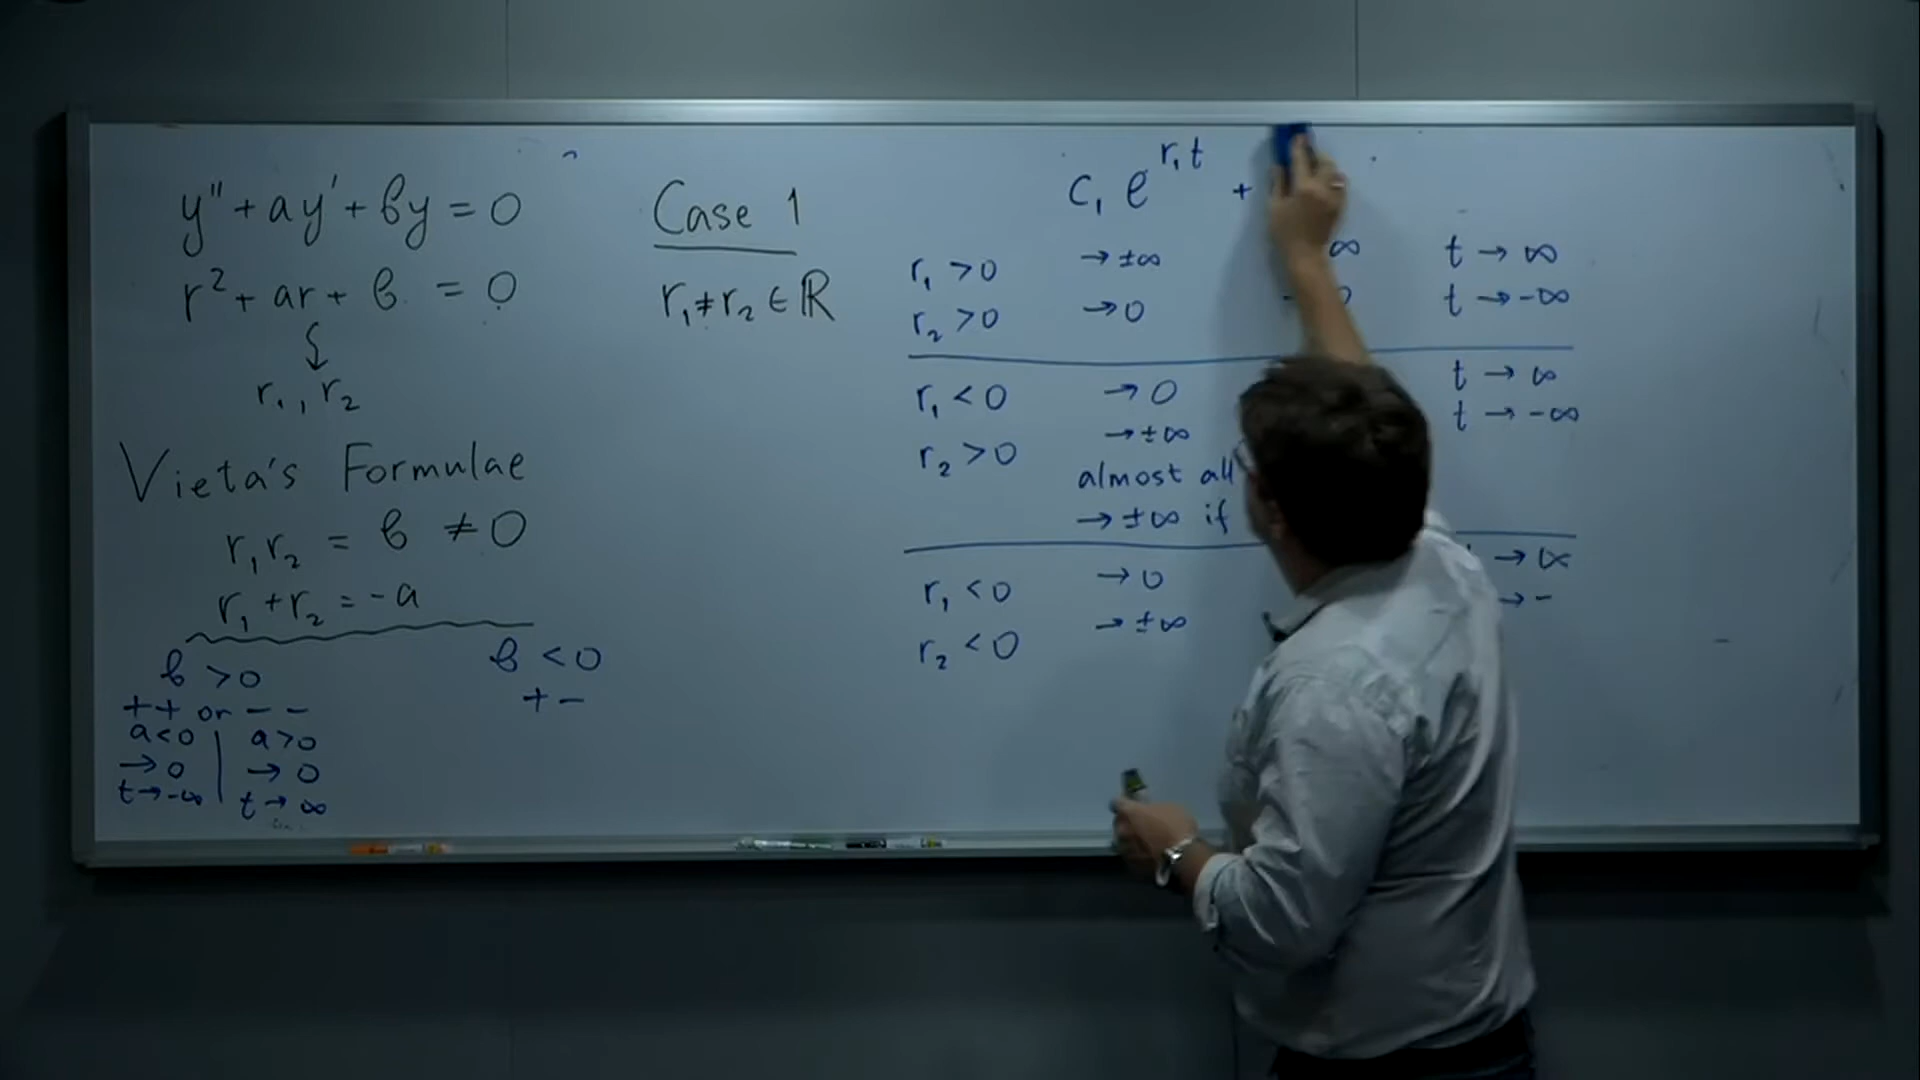 y'' + ay' + by = 0
r² + ar + b = 0
r₁, r₂
Vieta's Formulae
r₁r₂ = b ≠ 0
r₁ + r₂ = -a
b > 0
+ + or - -
a < 0 | a > 0
→ 0 | → 0
t → -∞ | t → ∞
b < 0
+ -
Case 1
r₁ ≠ r₂ ∈ ℝ
c₁ e^{r₁t} +
r₁ > 0 → ±∞ ∞ t → ∞
r₂ > 0 → 0 t → -∞
r₁ < 0 → 0 t → ∞
→ ±∞ t → -∞
r₂ > 0
almost all
→ ±∞ if
r₁ < 0 → 0 → ∞
r₂ < 0 → ±∞ → -